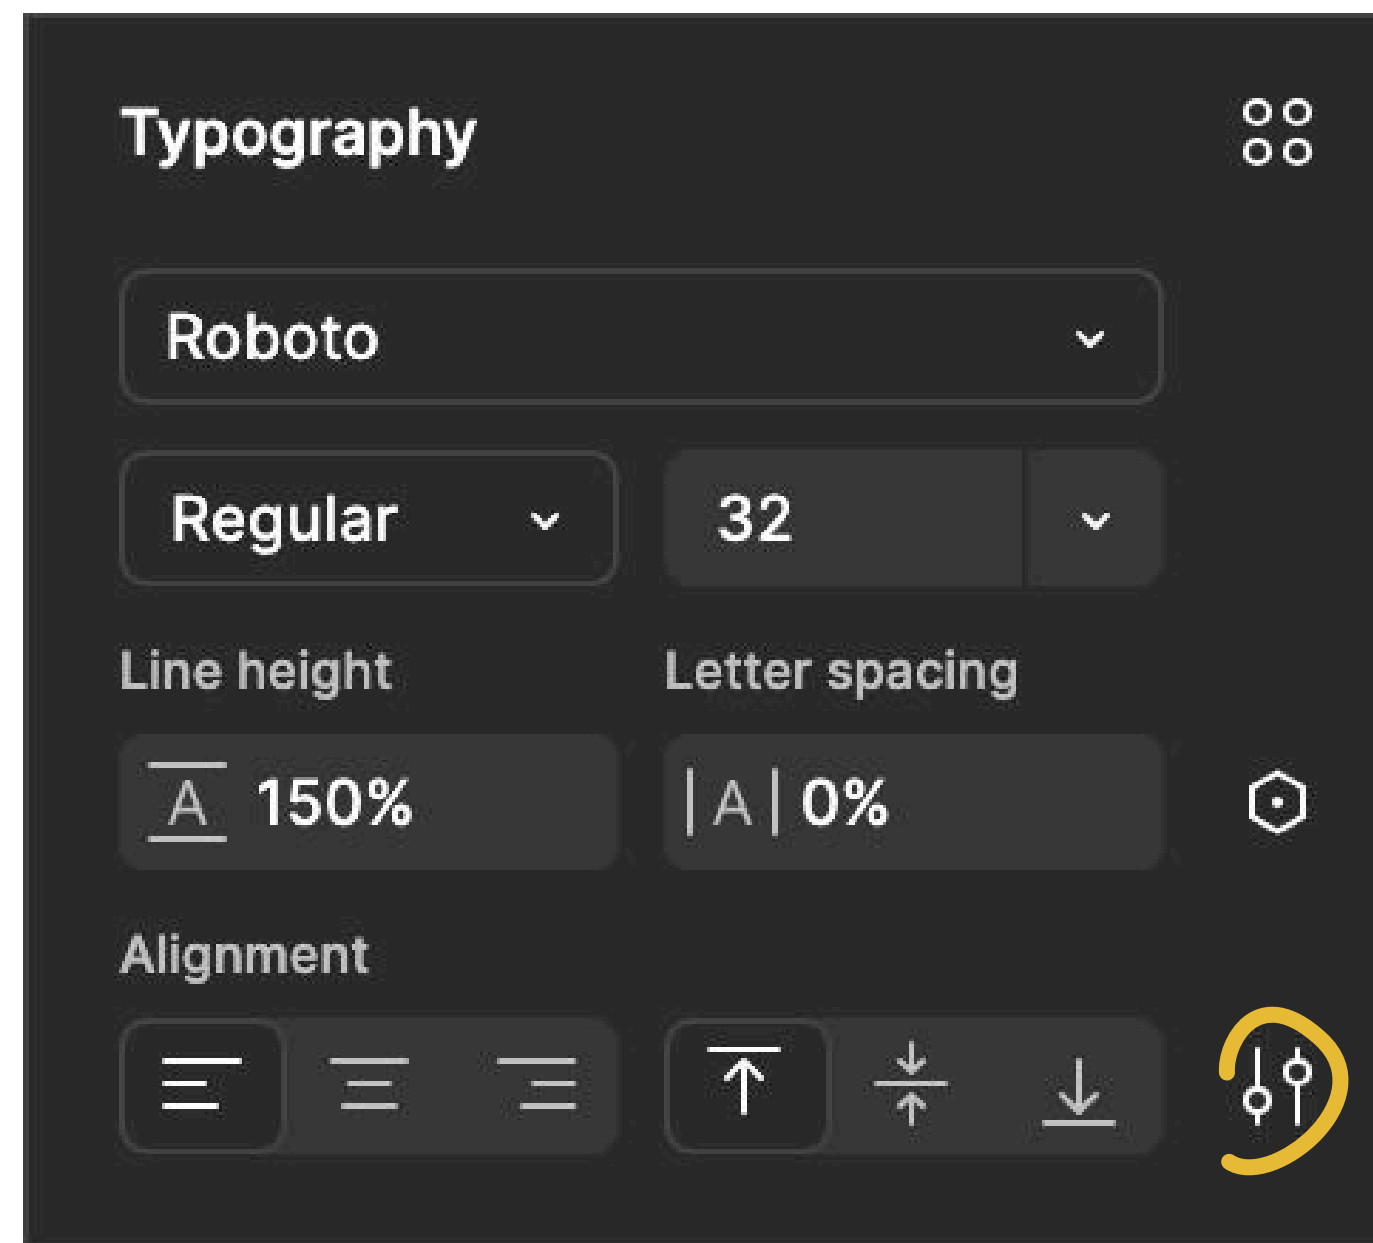 Typography
Roboto
Regular 32
Line height Letter spacing
A 150% |A| 0%
Alignment